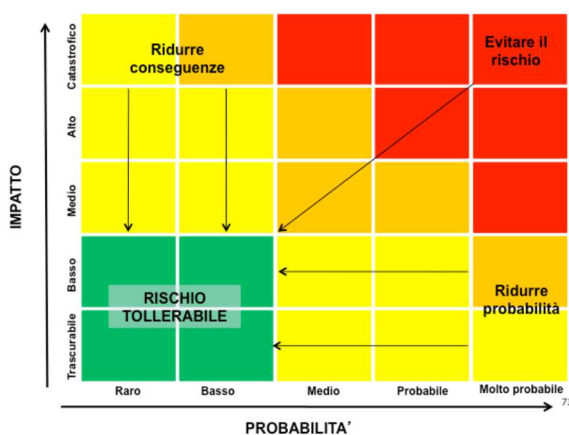 IMPATTO
Catastrofico
Alto
Medio
Basso
Trascurabile
Ridurre
conseguenze
Evitare il
rischio
RISCHIO
TOLLERABILE
Ridurre
probabilità
Raro
Basso
Medio
Probabile
Molto probabile
PROBABILITA’